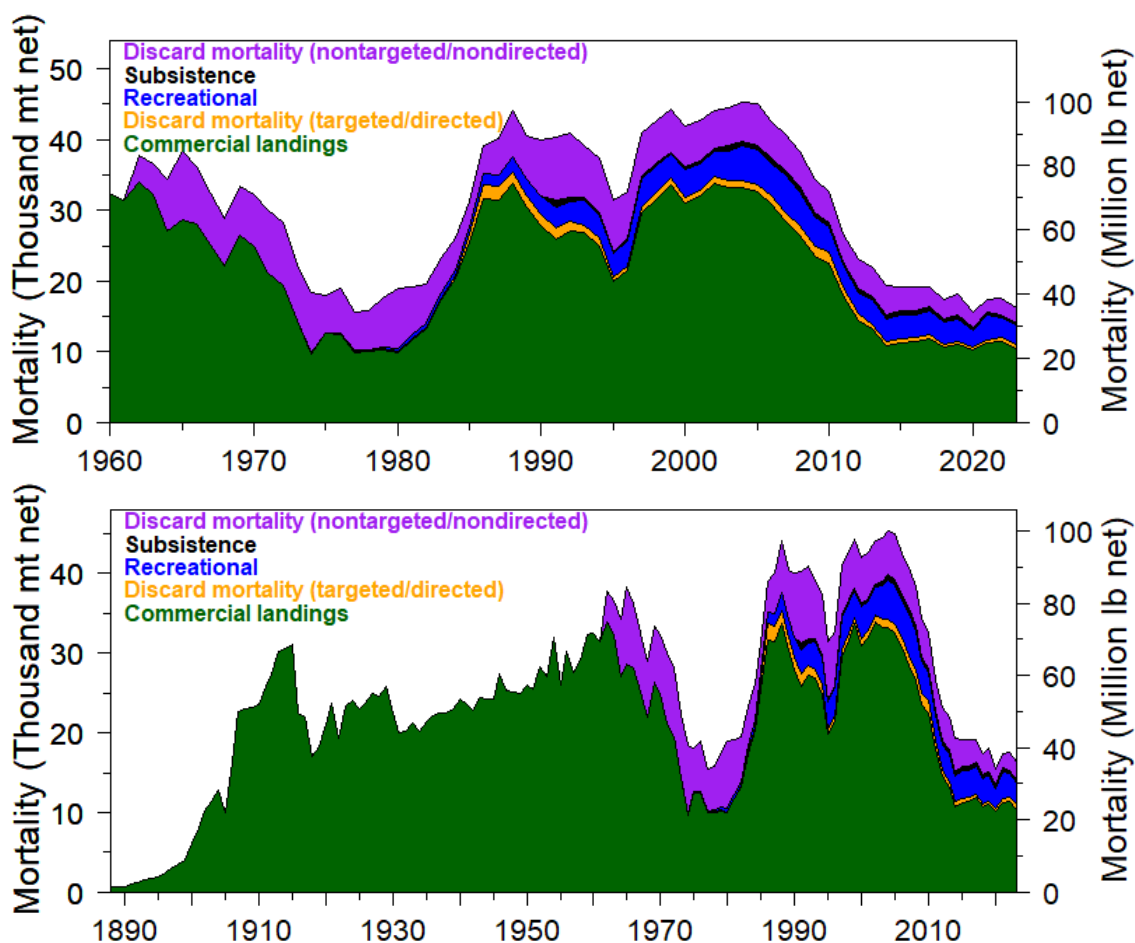 Discard mortality (nontargeted/nondirected)
Subsistence
Recreational
Discard mortality (targeted/directed)
Commercial landings
Mortality (Thousand mt net)
50
40
30
20
10
0
Mortality (Million lb net)
100
80
60
40
20
0
1960 1970 1980 1990 2000 2010 2020
Discard mortality (nontargeted/nondirected)
Subsistence
Recreational
Discard mortality (targeted/directed)
Commercial landings
Mortality (Thousand mt net)
40
30
20
10
0
Mortality (Million lb net)
100
80
60
40
20
0
1890 1910 1930 1950 1970 1990 2010